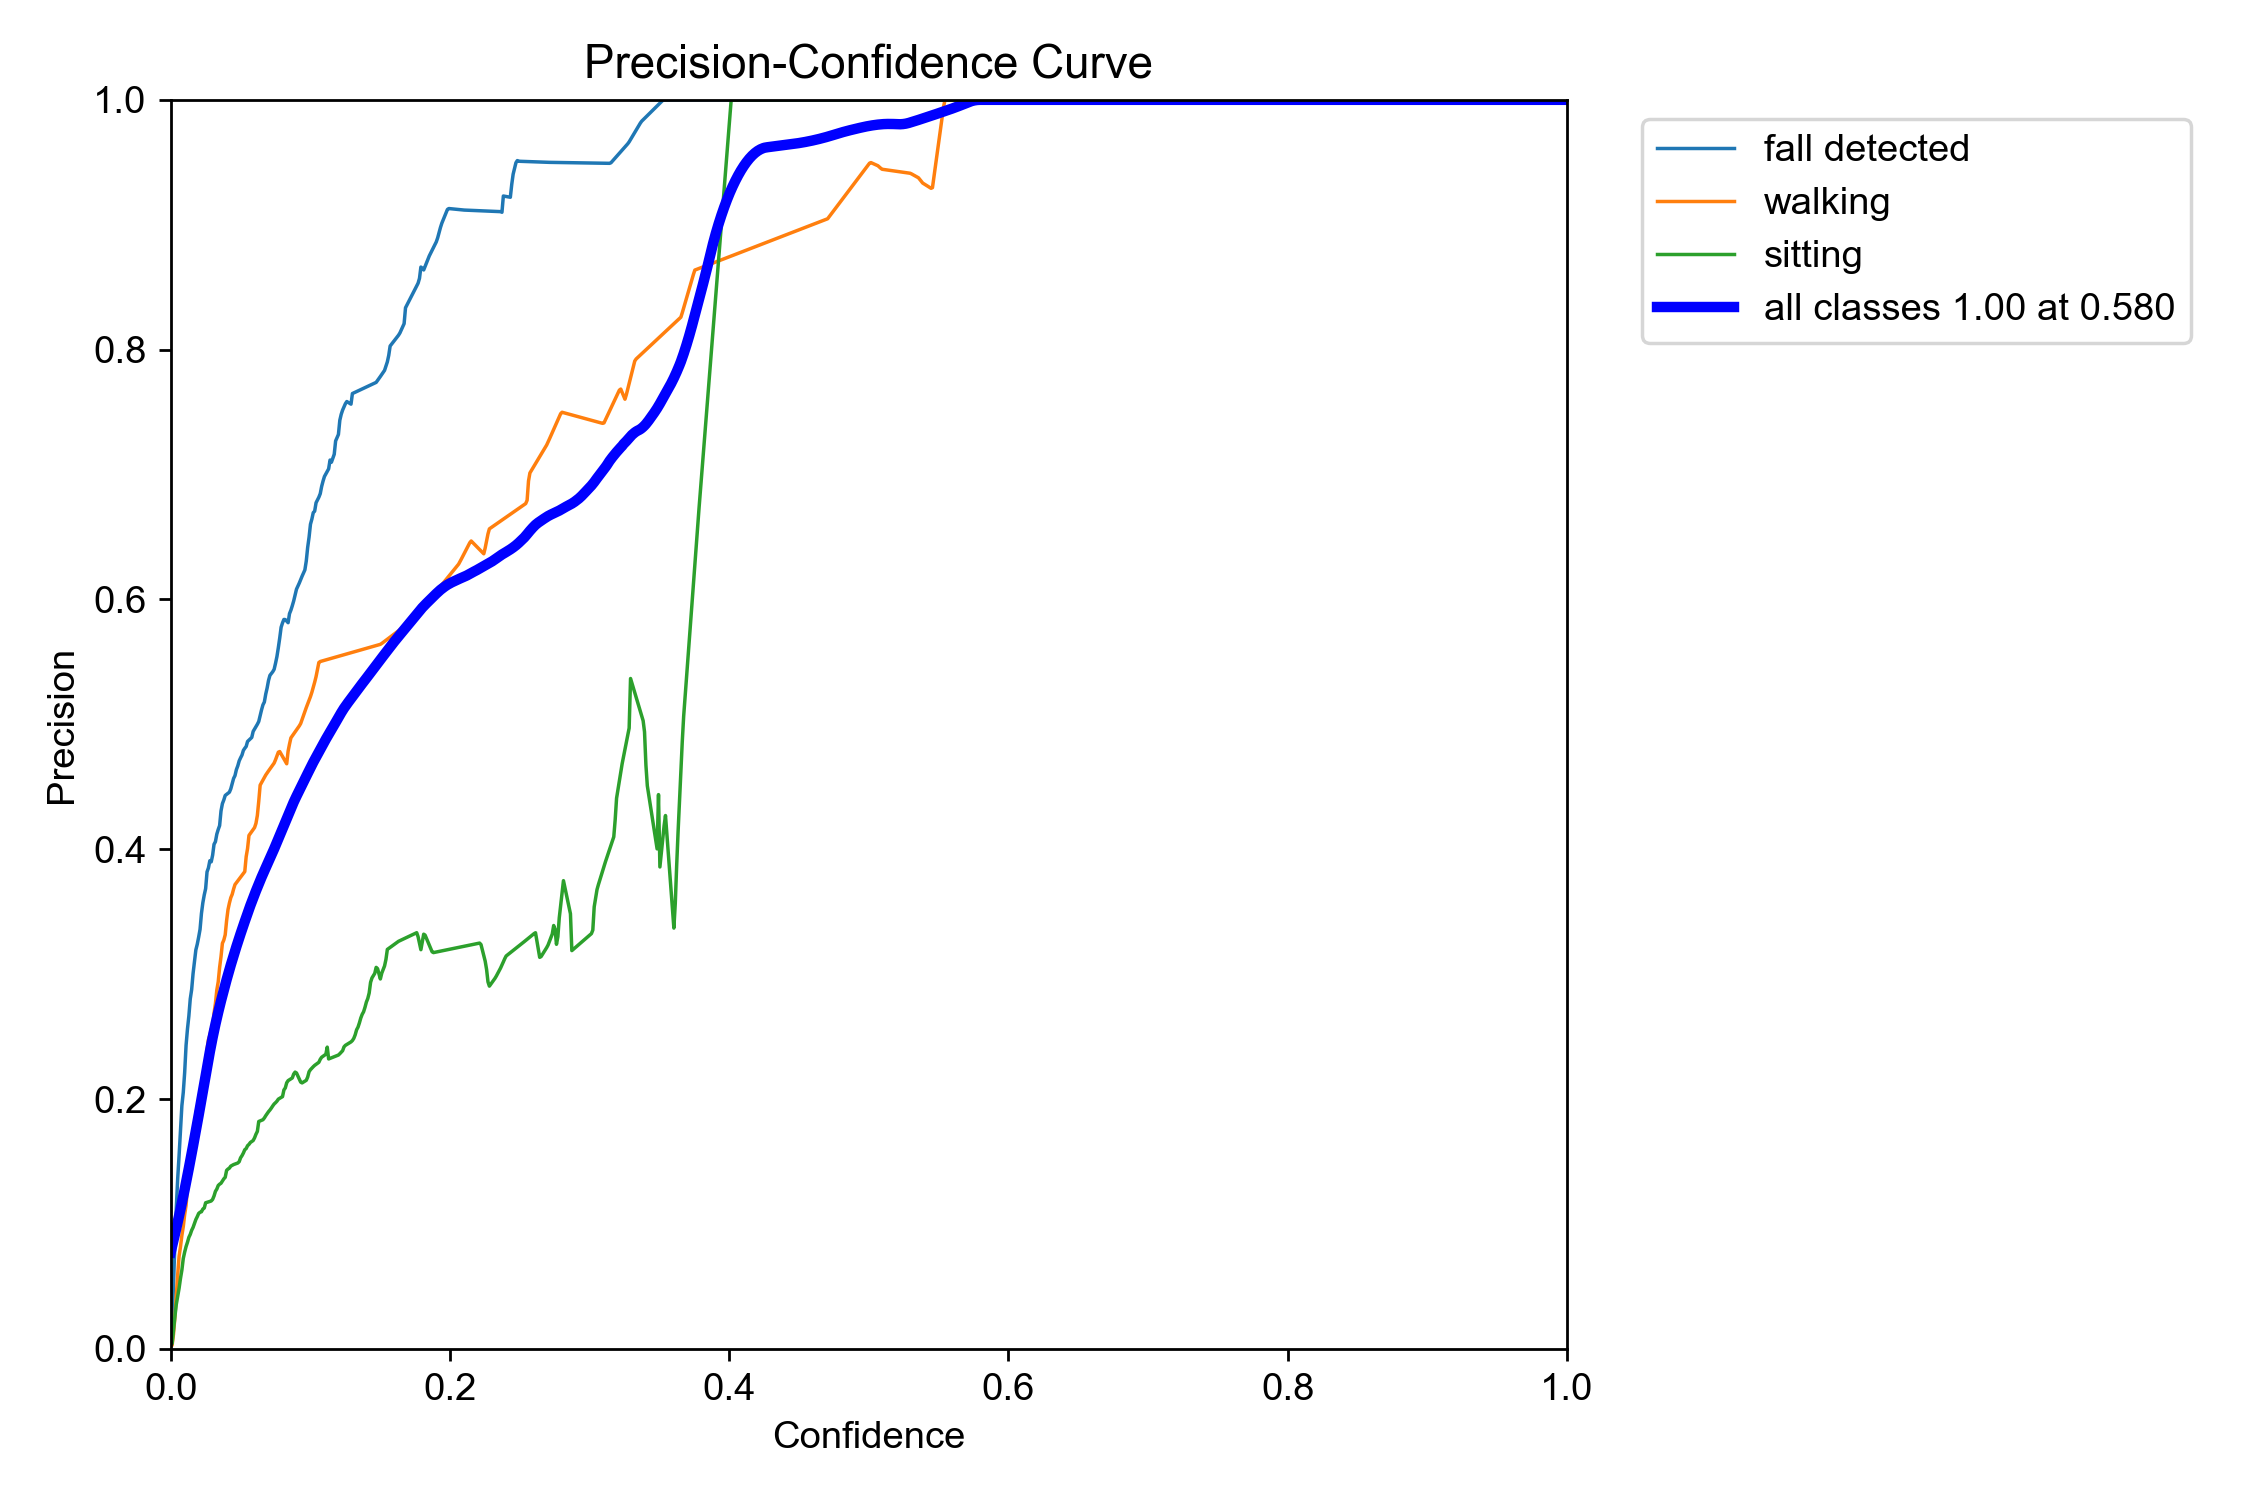 Precision-Confidence Curve
1.0
0.8
0.6
0.4
0.2
0.0
Precision
0.0 0.2 0.4 0.6 0.8 1.0
Confidence
fall detected
walking
sitting
all classes 1.00 at 0.580